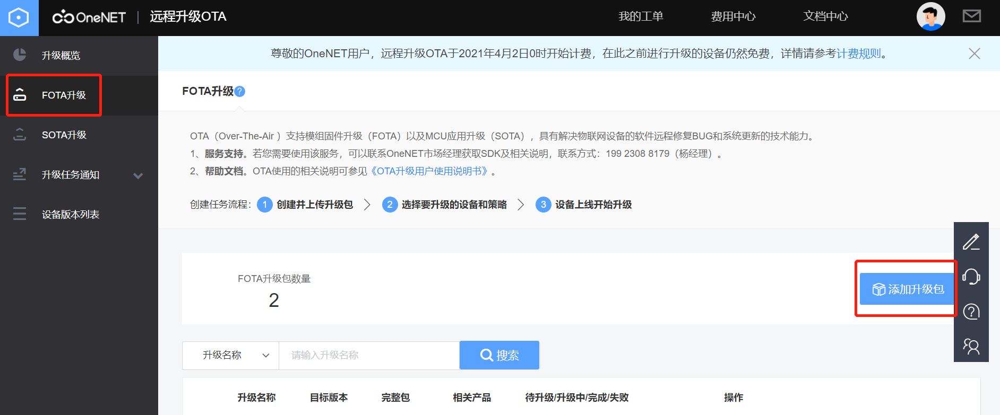 OneNET | 远程升级OTA 我的工单 费用中心 文档中心
升级概览
FOTA升级
SOTA升级
升级任务通知
设备版本列表
尊敬的OneNET用户，远程升级OTA于2021年4月2日0时开始计费，在此之前进行升级的设备仍然免费，详情请参考计费规则。
FOTA升级?
OTA（Over-The-Air ）支持模组固件升级（FOTA）以及MCU应用升级（SOTA），具有解决物联网设备的软件远程修复BUG和系统更新的技术能力。
1、服务支持。若您需要使用该服务，可以联系OneNET市场经理获取SDK及相关说明，联系方式：199 2308 8179（杨经理）。
2、帮助文档。OTA使用的相关说明可参见《OTA升级用户使用说明书》。
创建任务流程： 1 创建并上传升级包 2 选择要升级的设备和策略 3 设备上线开始升级
FOTA升级包数量
2
添加升级包
升级名称 请输入升级名称 搜索
升级名称 目标版本 完整包 相关产品 待升级/升级中/完成/失败 操作